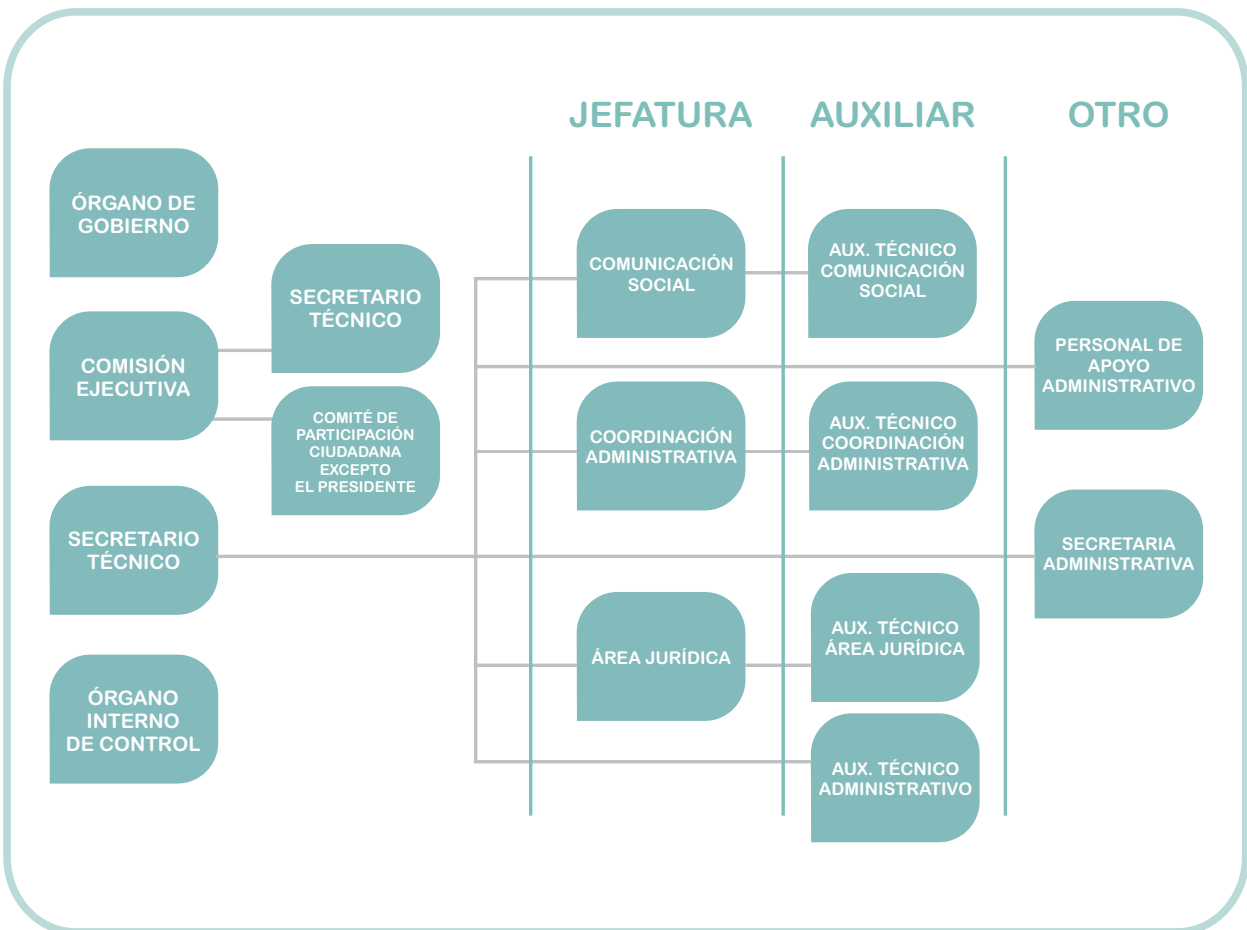 JEFATURA
AUXILIAR
OTRO
ÓRGANO DE
GOBIERNO
COMISIÓN
EJECUTIVA
SECRETARIO
TÉCNICO
ÓRGANO
INTERNO
DE CONTROL
SECRETARIO
TÉCNICO
COMITÉ DE
PARTICIPACIÓN
CIUDADANA
EXCEPTO
EL PRESIDENTE
COMUNICACIÓN
SOCIAL
COORDINACIÓN
ADMINISTRATIVA
ÁREA JURÍDICA
AUX. TÉCNICO
COMUNICACIÓN
SOCIAL
AUX. TÉCNICO
COORDINACIÓN
ADMINISTRATIVA
AUX. TÉCNICO
ÁREA JURÍDICA
AUX. TÉCNICO
ADMINISTRATIVO
PERSONAL DE
APOYO
ADMINISTRATIVO
SECRETARIA
ADMINISTRATIVA